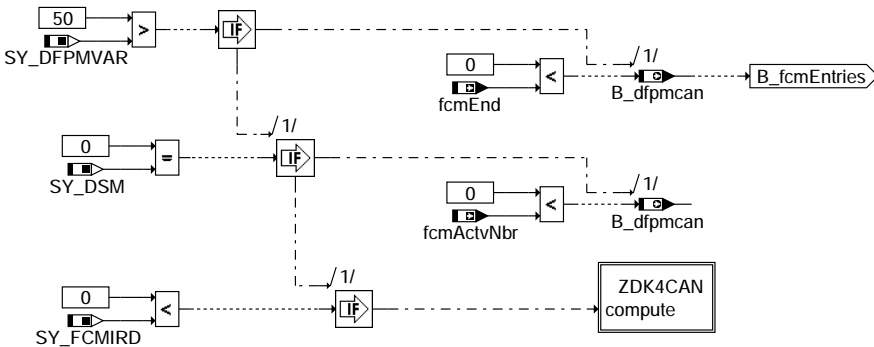 50
>
IF
SY_DFPMVAR
/1/
0
<
fcmEnd
B_dfpmcan
B_fcmEntries
/1/
0
=
IF
SY_DSM
/1/
0
<
fcmActvNbr
B_dfpmcan
/1/
0
<
IF
SY_FCMIRD
ZDK4CAN
compute